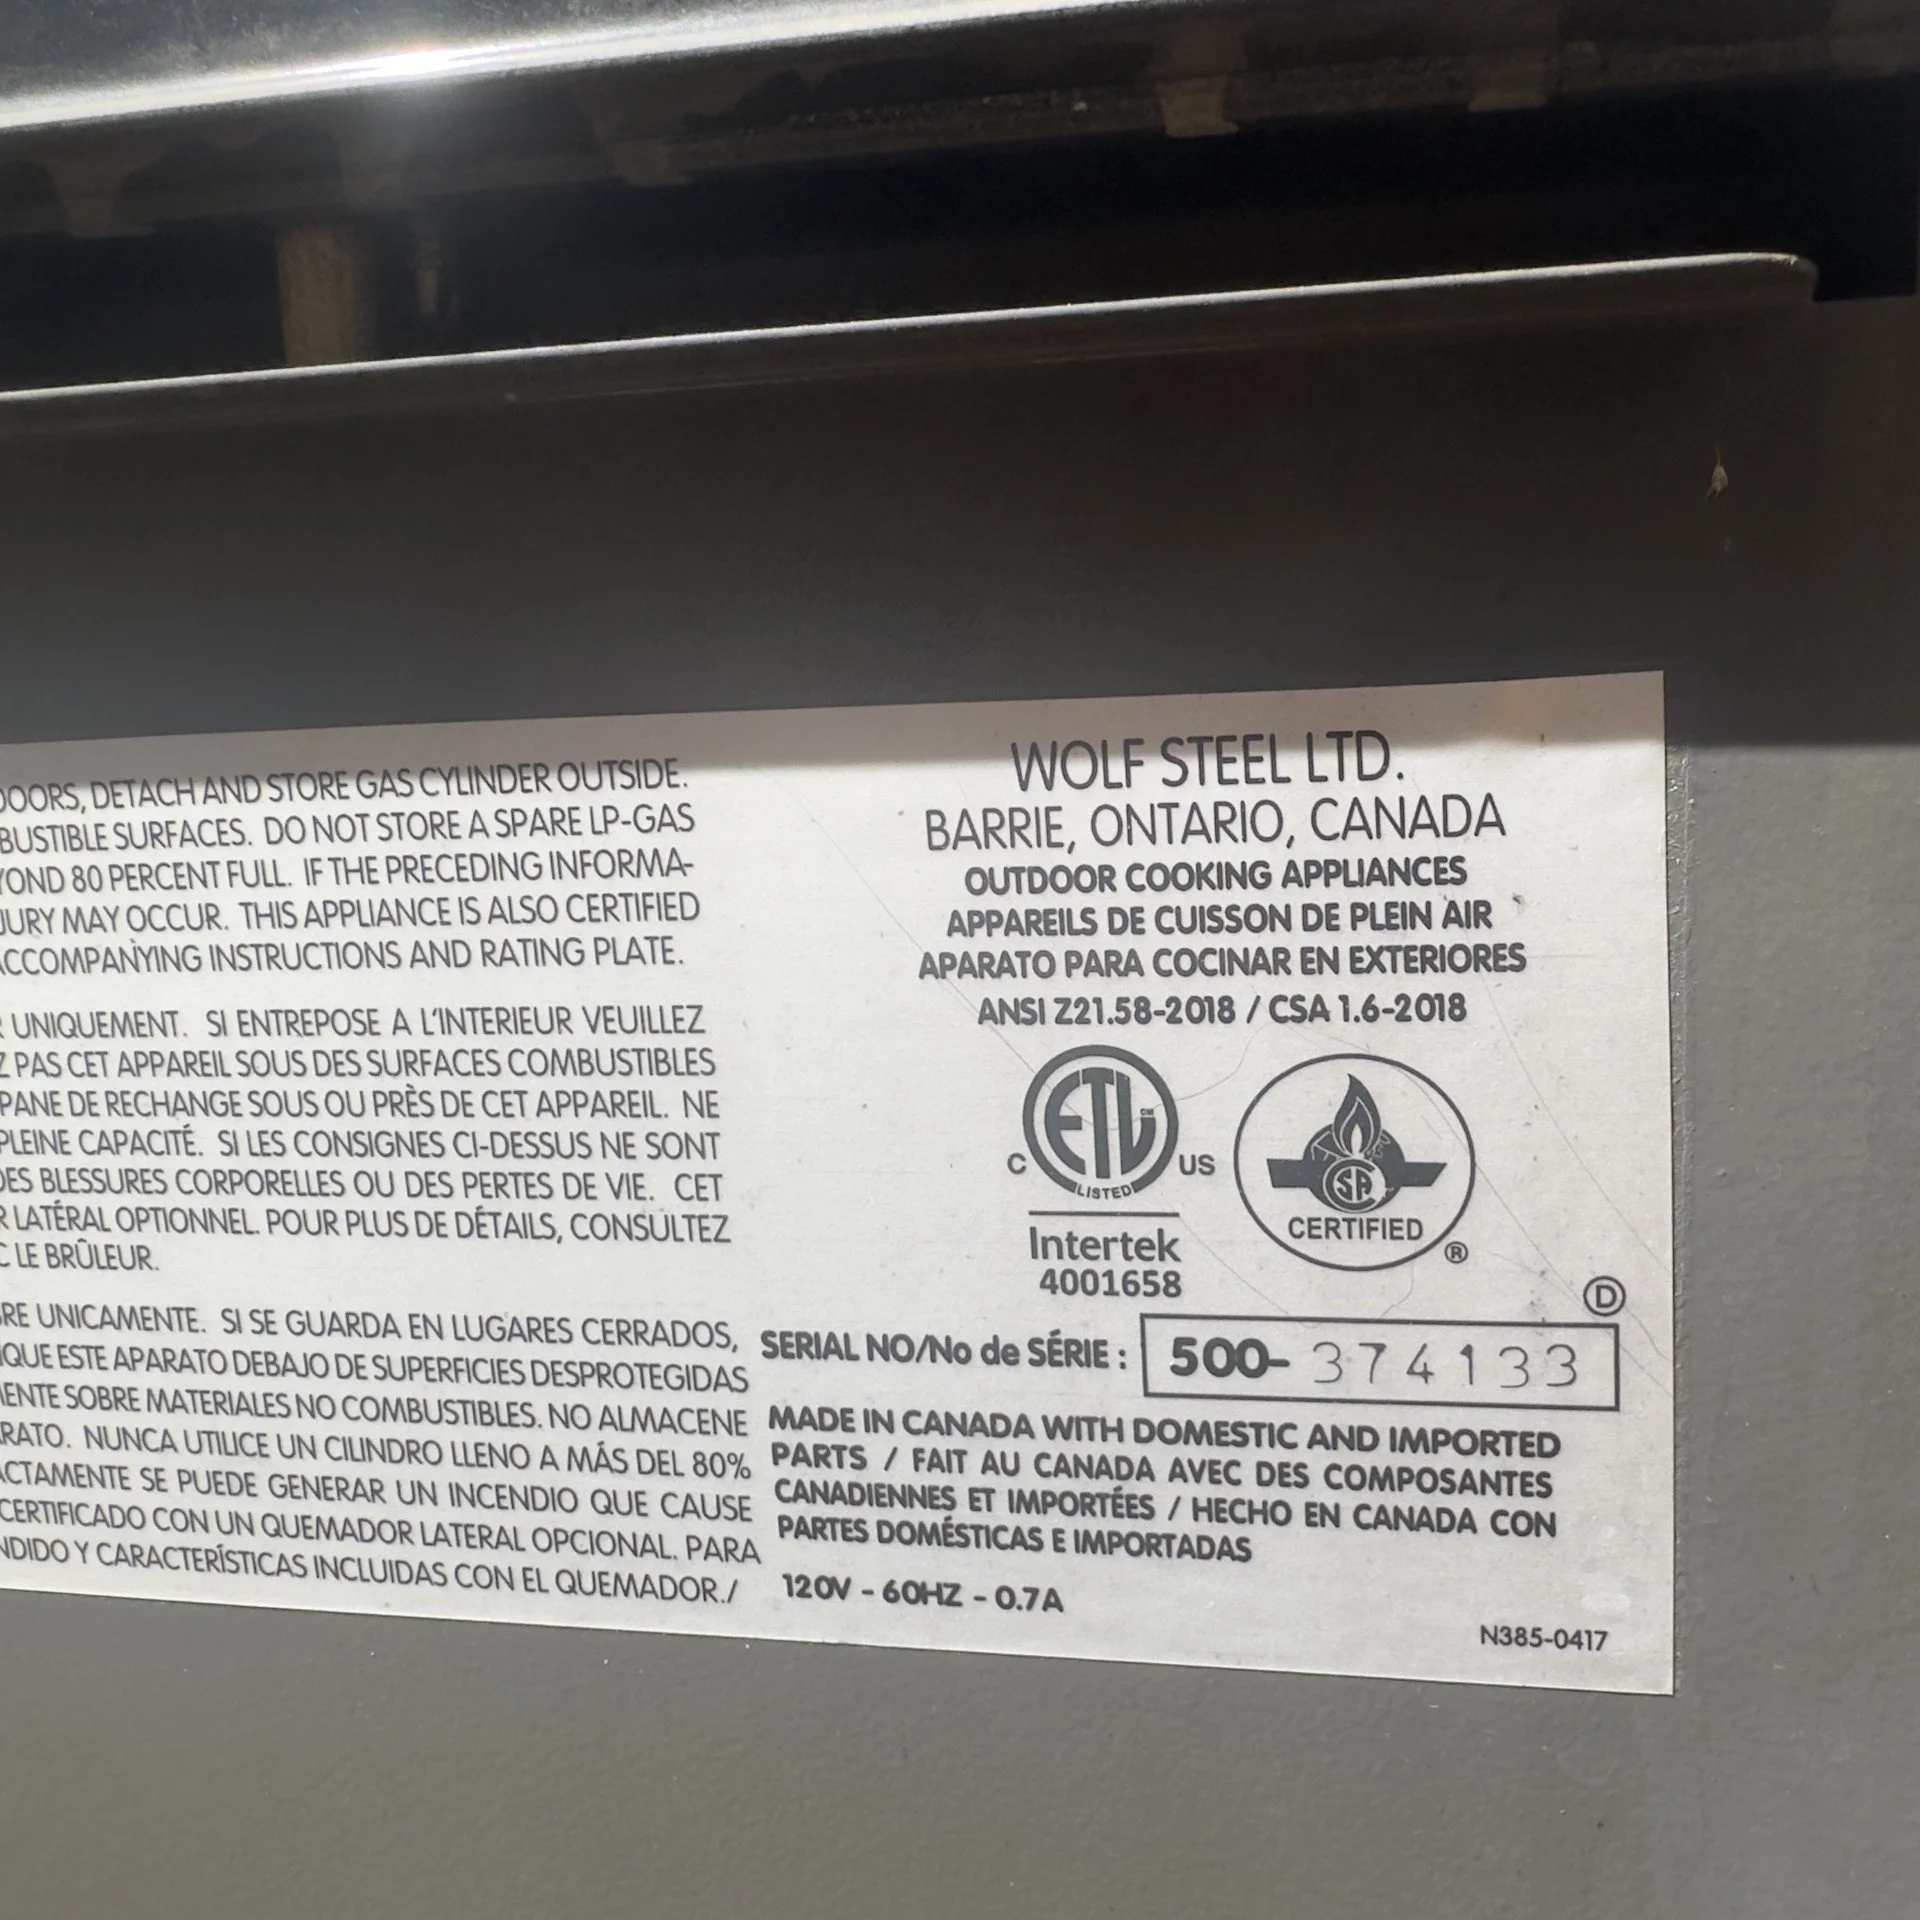 DOORS, DETACH AND STORE GAS CYLINDER OUTSIDE.
SURFACES. DO NOT STORE A SPARE LP-GAS
80 PERCENT FULL. IF THE PRECEDING INFORMA-
MAY OCCUR. THIS APPLIANCE IS ALSO CERTIFIED
ACCOMPANYING INSTRUCTIONS AND RATING PLATE.
UNIQUEMENT. SI ENTREPOSE A L'INTERIEUR VEUILLEZ
PAS CET APPAREIL SOUS DES SURFACES COMBUSTIBLES
PANE DE RECHANGE SOUS OU PRÈS DE CET APPAREIL. NE
PLEINE CAPACITÉ. SI LES CONSIGNES CI-DESSUS NE SONT
DES BLESSURES CORPORELLES OU DES PERTES DE VIE. CET
R LATÉRAL OPTIONNEL. POUR PLUS DE DÉTAILS, CONSULTEZ
C LE BRÛLEUR.
RE UNICAMENTE. SI SE GUARDA EN LUGARES CERRADOS,
QUE ESTE APARATO DEBAJO DE SUPERFICIES DESPROTEGIDAS
MENTE SOBRE MATERIALES NO COMBUSTIBLES. NO ALMACENE
RATO. NUNCA UTILICE UN CILINDRO LLENO A MÁS DEL 80%
ACTAMENTE SE PUEDE GENERAR UN INCENDIO QUE CAUSE
CERTIFICADO CON UN QUEMADOR LATERAL OPCIONAL. PARA
NDIDO Y CARACTERÍSTICAS INCLUIDAS CON EL QUEMADOR./
WOLF STEEL LTD.
BARRIE, ONTARIO, CANADA
OUTDOOR COOKING APPLIANCES
APPAREILS DE CUISSON DE PLEIN AIR
APARATO PARA COCINAR EN EXTERIORES
ANSI Z21.58-2018 / CSA 1.6-2018
C ETL CM US
LISTED
Intertek
4001658
CSA
CERTIFIED ®
D
SERIAL NO/No de SÉRIE : 500- 374133
MADE IN CANADA WITH DOMESTIC AND IMPORTED
PARTS / FAIT AU CANADA AVEC DES COMPOSANTES
CANADIENNES ET IMPORTÉES / HECHO EN CANADA CON
PARTES DOMÉSTICAS E IMPORTADAS
120V - 60HZ - 0.7A
N385-0417